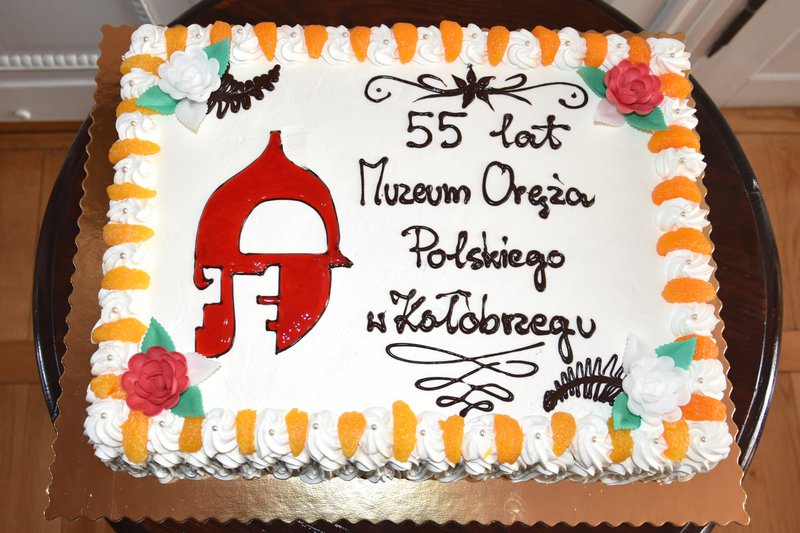 55 lat
Muzeum Oręża
Polskiego
w Kołobrzegu